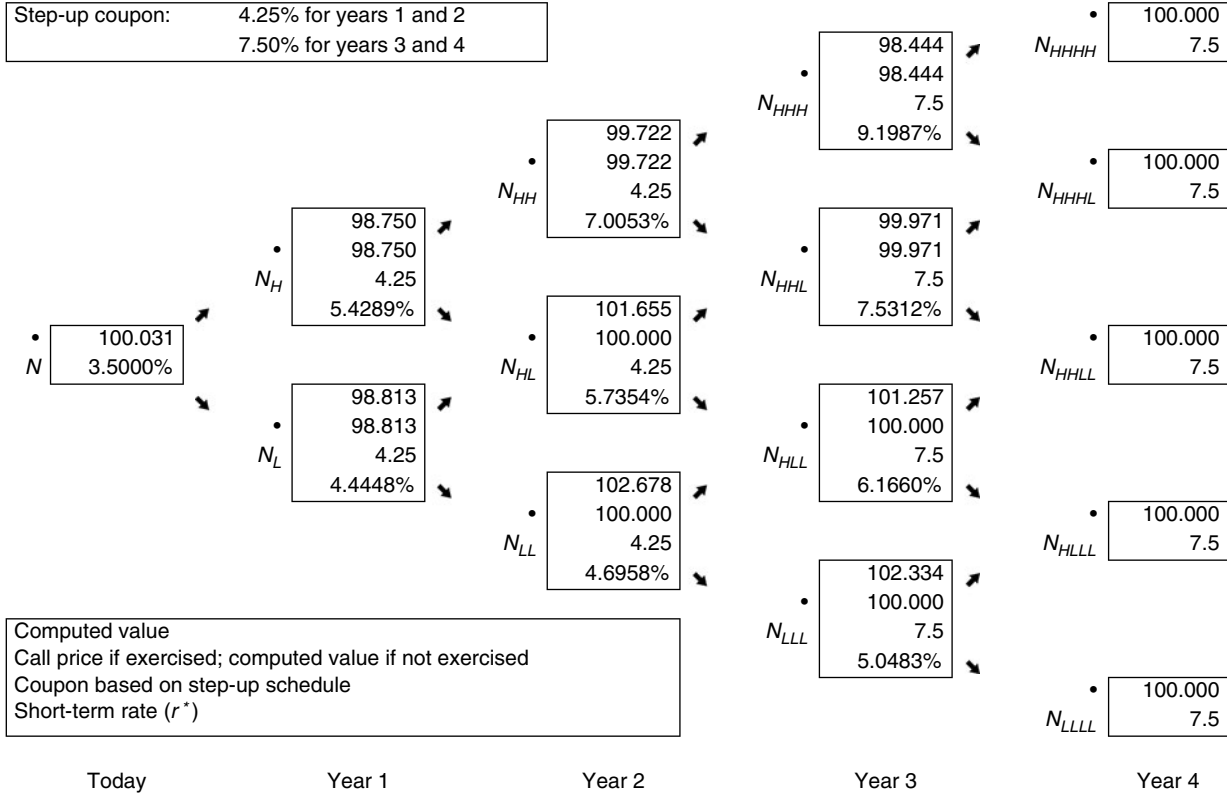 Step-up coupon: 4.25% for years 1 and 2
7.50% for years 3 and 4
• 100.031
N 3.5000%
98.750
• 98.750
N_H 4.25
5.4289%
98.813
• 98.813
N_L 4.25
4.4448%
99.722
• 99.722
N_HH 4.25
7.0053%
101.655
• 100.000
N_HL 4.25
5.7354%
102.678
• 100.000
N_LL 4.25
4.6958%
98.444
• 98.444
N_HHH 7.5
9.1987%
99.971
• 99.971
N_HHL 7.5
7.5312%
101.257
• 100.000
N_HLL 7.5
6.1660%
102.334
• 100.000
N_LLL 7.5
5.0483%
• 100.000
N_HHHH 7.5
• 100.000
N_HHHL 7.5
• 100.000
N_HHLL 7.5
• 100.000
N_HLLL 7.5
• 100.000
N_LLLL 7.5
Computed value
Call price if exercised; computed value if not exercised
Coupon based on step-up schedule
Short-term rate (r*)
Today Year 1 Year 2 Year 3 Year 4